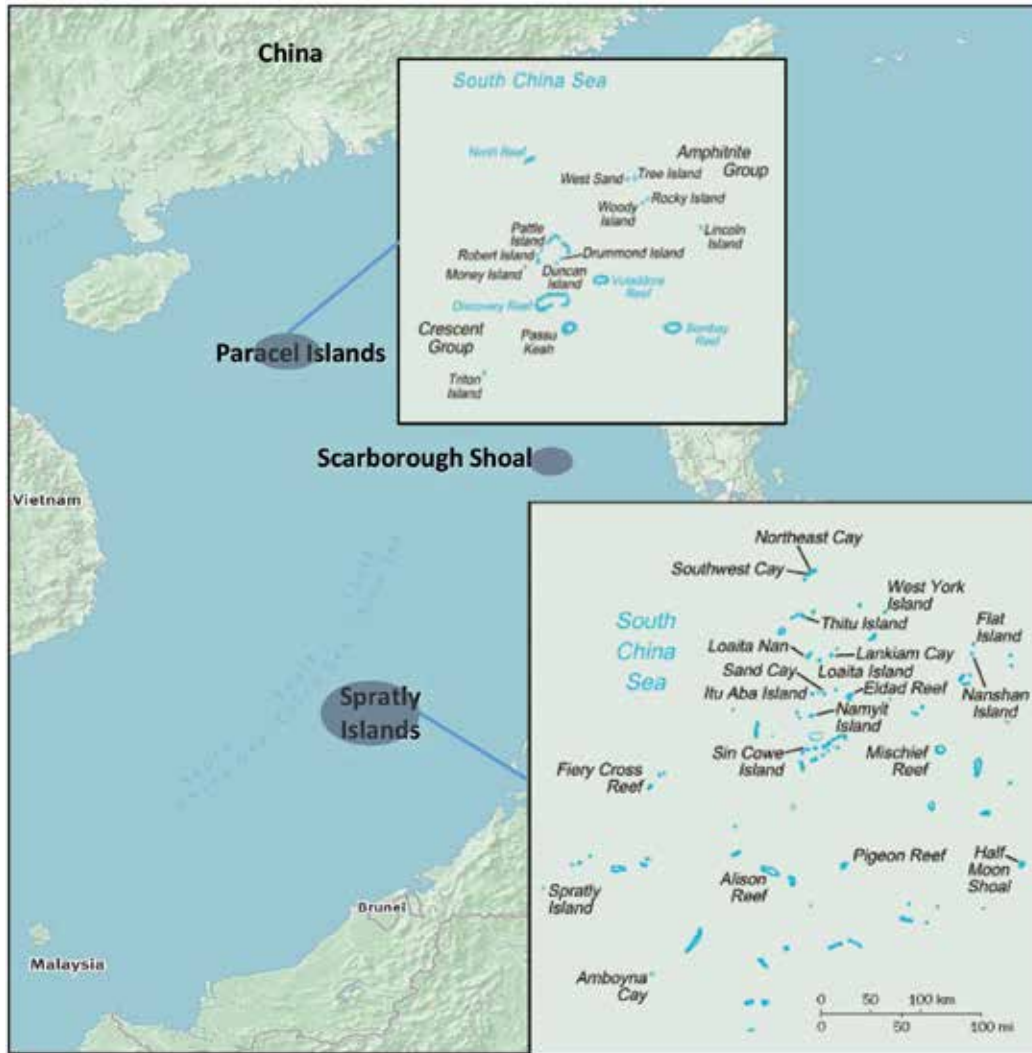 China
South China Sea
North Reef
Amphitrite
Group
West Sand
Tree Island
Rocky Island
Woody
Island
Lincoln
Island
Pattle
Island
Robert Island
Drummond Island
Money Island
Duncan
Island
Vuladdore
Reef
Discovery Reef
Crescent
Group
Passu
Keah
Bombay
Reef
Triton
Island
Paracel Islands
Scarborough Shoal
Vietnam
Northeast Cay
Southwest Cay
West York
Island
South
China
Sea
Thitu Island
Flat
Island
Loaita Nan
Lankiam Cay
Sand Cay
Loaita Island
Itu Aba Island
Eldad Reef
Nanshan
Island
Namyit
Island
Spratly
Islands
Sin Cowe
Island
Mischief
Reef
Fiery Cross
Reef
Pigeon Reef
Half
Moon
Shoal
Alison
Reef
Spratly
Island
Brunei
Malaysia
Amboyna
Cay
0 50 100 km
0 50 100 mi